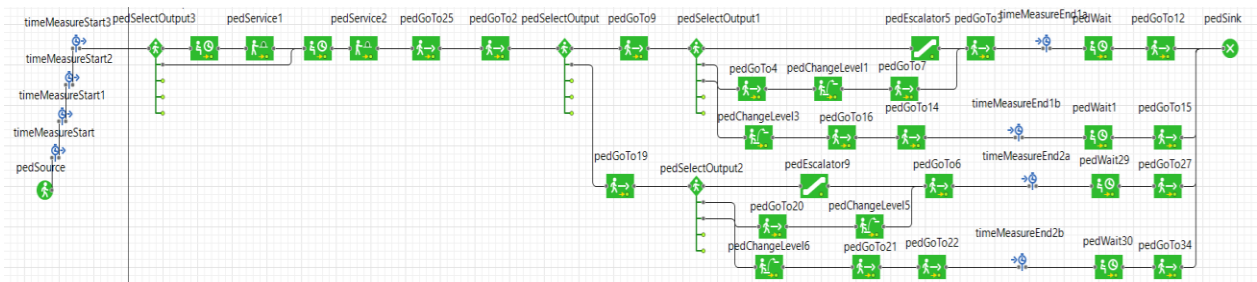 timeMeasureStart3 pedSelectOutput3 pedService1 pedService2 pedGoTo25 pedGoTo2 pedSelectOutput pedGoTo9 pedSelectOutput1 pedEscalator5 pedGoTo3 timeMeasureEnd1a pedWait pedGoTo12 pedSink
timeMeasureStart2
pedGoTo4 pedChangeLevel1 pedGoTo7
timeMeasureStart1
pedChangeLevel3 pedGoTo16 pedGoTo14 timeMeasureEnd1b pedWait1 pedGoTo15
timeMeasureStart
pedSource
pedGoTo19 pedSelectOutput2 pedEscalator9 pedGoTo6 timeMeasureEnd2a pedWait29 pedGoTo27
pedGoTo20 pedChangeLevel5
pedChangeLevel6 pedGoTo21 pedGoTo22 timeMeasureEnd2b pedWait30 pedGoTo34